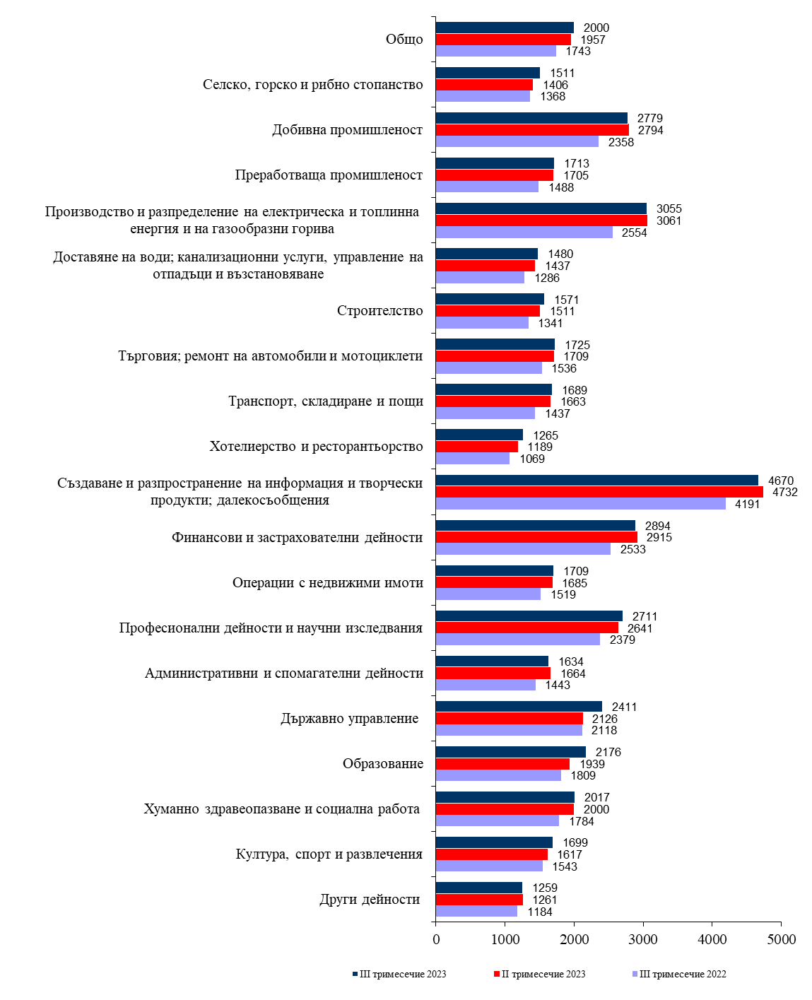 Общо
2000
1957
1743
Селско, горско и рибно стопанство
1511
1406
1368
Добивна промишленост
2779
2794
2358
Преработваща промишленост
1713
1705
1488
Производство и разпределение на електрическа и топлинна
енергия и на газообразни горива
3055
3061
2554
Доставяне на води; канализационни услуги, управление на
отпадъци и възстановяване
1480
1437
1286
Строителство
1571
1511
1341
Търговия; ремонт на автомобили и мотоциклети
1725
1709
1536
Транспорт, складиране и пощи
1689
1663
1437
Хотелиерство и ресторантьорство
1265
1189
1069
Създаване и разпространение на информация и творчески
продукти; далекосъобщения
4670
4732
4191
Финансови и застрахователни дейности
2894
2915
2533
Операции с недвижими имоти
1709
1685
1519
Професионални дейности и научни изследвания
2711
2641
2379
Административни и спомагателни дейности
1634
1664
1443
Държавно управление
2411
2126
2118
Образование
2176
1939
1809
Хуманно здравеопазване и социална работа
2017
2000
1784
Култура, спорт и развлечения
1699
1617
1543
Други дейности
1259
1261
1184
0 1000 2000 3000 4000 5000
III тримесечие 2023 II тримесечие 2023 III тримесечие 2022